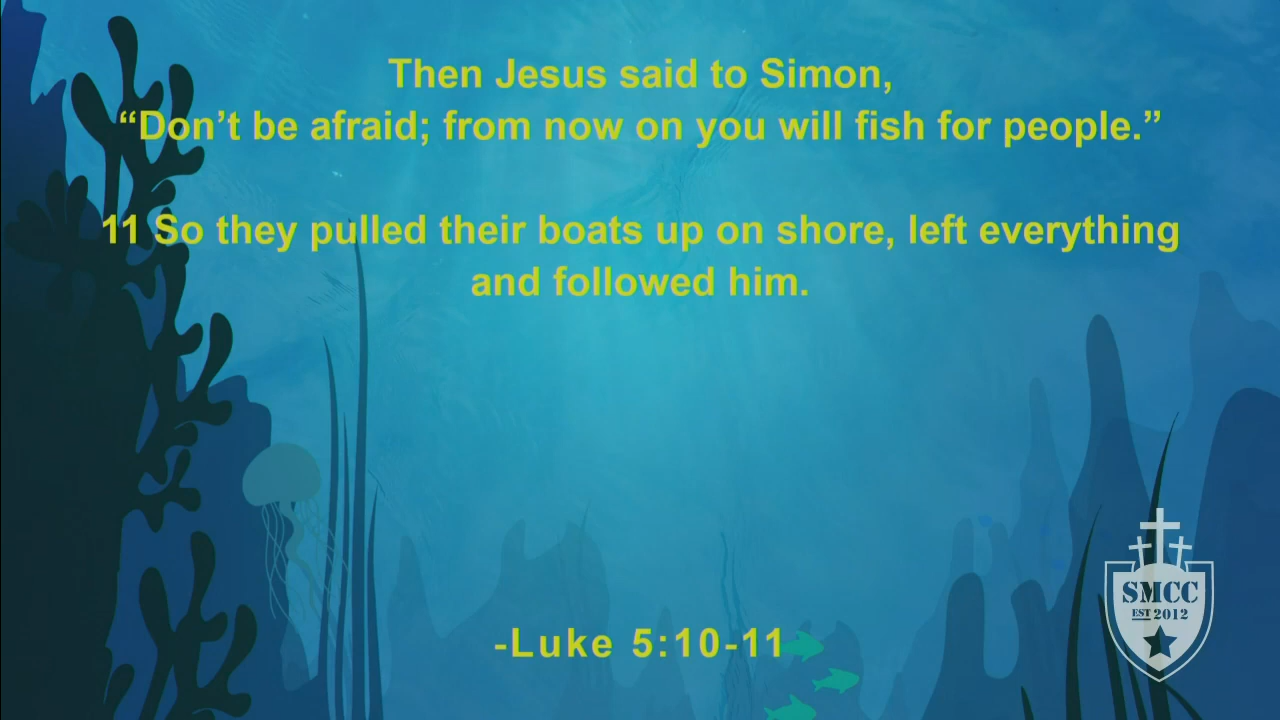 Then Jesus said to Simon,
“Don’t be afraid; from now on you will fish for people.”
11 So they pulled their boats up on shore, left everything
and followed him.
-Luke 5:10-11
SMCC
EST 2012